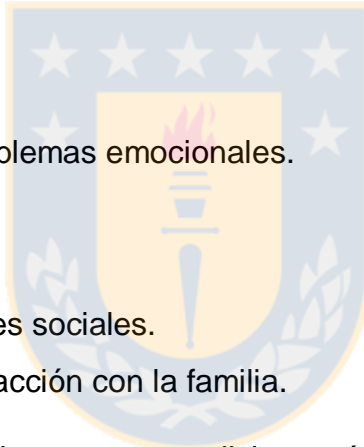 blemas emocionales.
es sociales.
acción con la familia.